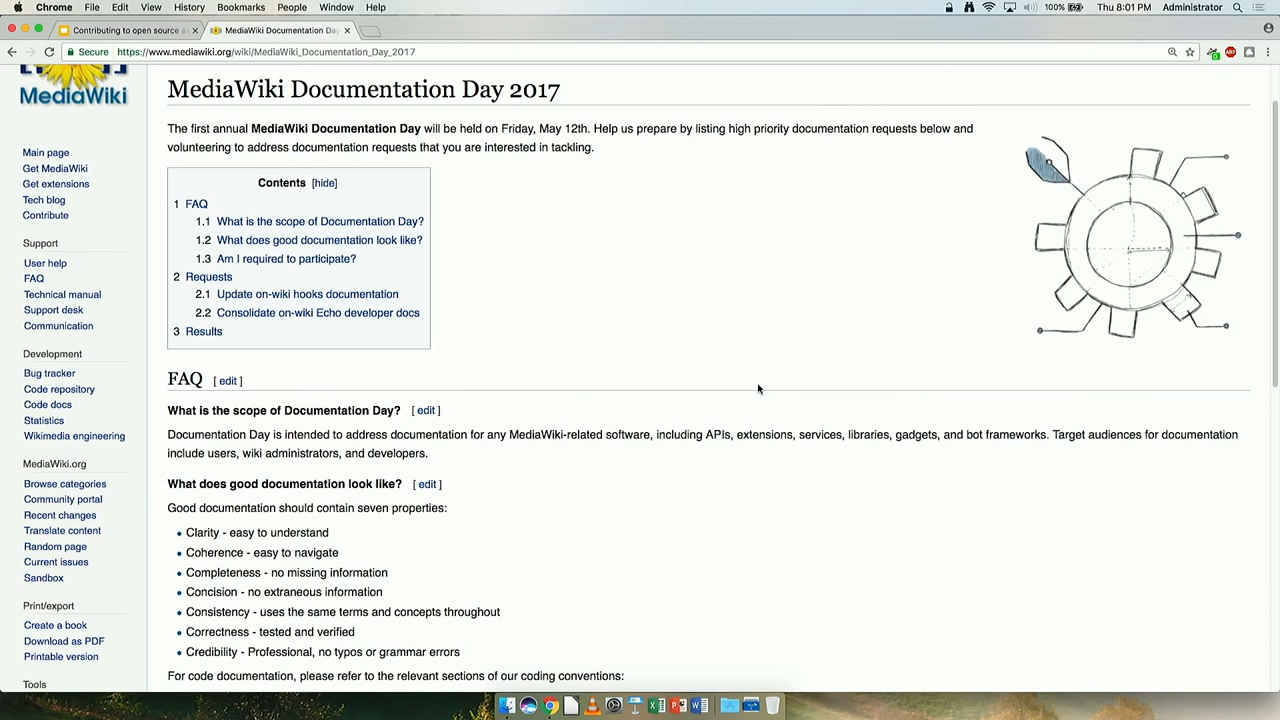 Chrome File Edit View History Bookmarks People Window Help 100% Thu 8:01 PM Administrator
Contributing to open source a MediaWiki Documentation Day
Secure https://www.mediawiki.org/wiki/MediaWiki_Documentation_Day_2017
MediaWiki
Main page
Get MediaWiki
Get extensions
Tech blog
Contribute
Support
User help
FAQ
Technical manual
Support desk
Communication
Development
Bug tracker
Code repository
Code docs
Statistics
Wikimedia engineering
MediaWiki.org
Browse categories
Community portal
Recent changes
Translate content
Random page
Current issues
Sandbox
Print/export
Create a book
Download as PDF
Printable version
Tools
MediaWiki Documentation Day 2017
The first annual MediaWiki Documentation Day will be held on Friday, May 12th. Help us prepare by listing high priority documentation requests below and
volunteering to address documentation requests that you are interested in tackling.
Contents [hide]
1 FAQ
1.1 What is the scope of Documentation Day?
1.2 What does good documentation look like?
1.3 Am I required to participate?
2 Requests
2.1 Update on-wiki hooks documentation
2.2 Consolidate on-wiki Echo developer docs
3 Results
FAQ [ edit ]
What is the scope of Documentation Day? [ edit ]
Documentation Day is intended to address documentation for any MediaWiki-related software, including APIs, extensions, services, libraries, gadgets, and bot frameworks. Target audiences for documentation
include users, wiki administrators, and developers.
What does good documentation look like? [ edit ]
Good documentation should contain seven properties:
• Clarity - easy to understand
• Coherence - easy to navigate
• Completeness - no missing information
• Concision - no extraneous information
• Consistency - uses the same terms and concepts throughout
• Correctness - tested and verified
• Credibility - Professional, no typos or grammar errors
For code documentation, please refer to the relevant sections of our coding conventions: